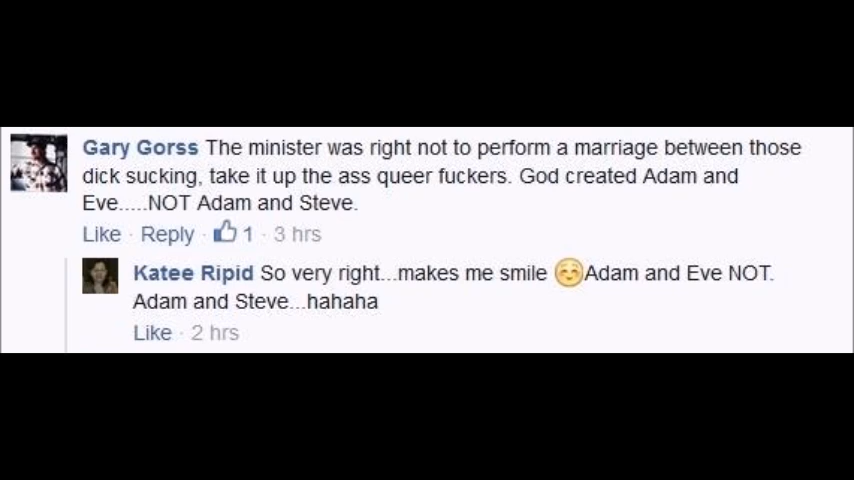 Gary Gorss The minister was right not to perform a marriage between those
dick sucking, take it up the ass queer fuckers. God created Adam and
Eve.....NOT Adam and Steve.
Like · Reply · 1 · 3 hrs
Katee Ripid So very right...makes me smile ☺Adam and Eve NOT.
Adam and Steve...hahaha
Like · 2 hrs